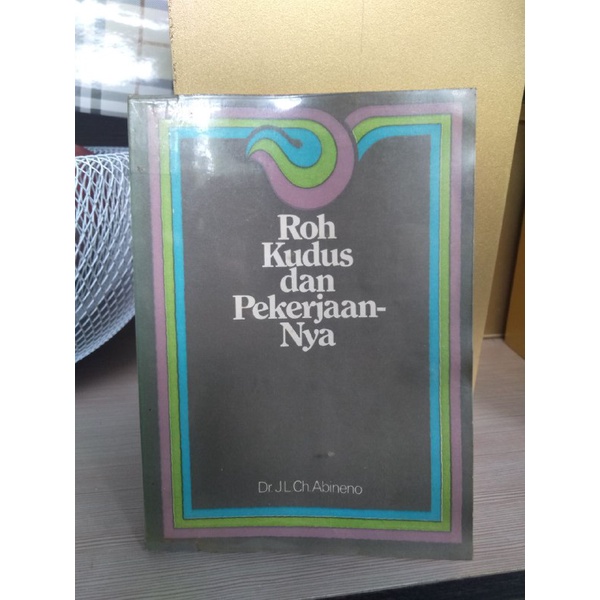 Roh
Kudus
dan
Pekerjaan-
Nya
Dr. J.L. Ch. Abineno